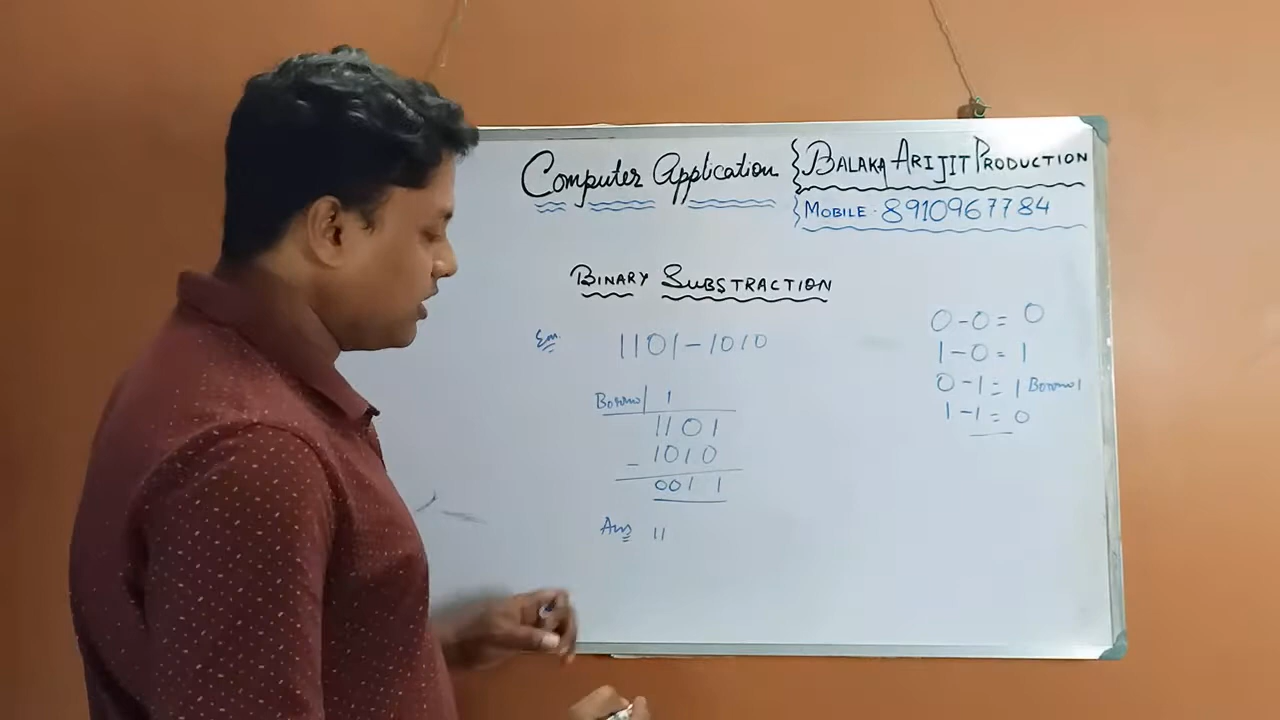 Computer Application
BALAKA ARIJIT PRODUCTION
MOBILE · 8910967784
BINARY SUBSTRACTION
1101-1010
Borrow 1
1101
- 1010
0011
Ans 11
0-0= 0
1-0= 1
0-1= 1 Borrow 1
1-1= 0